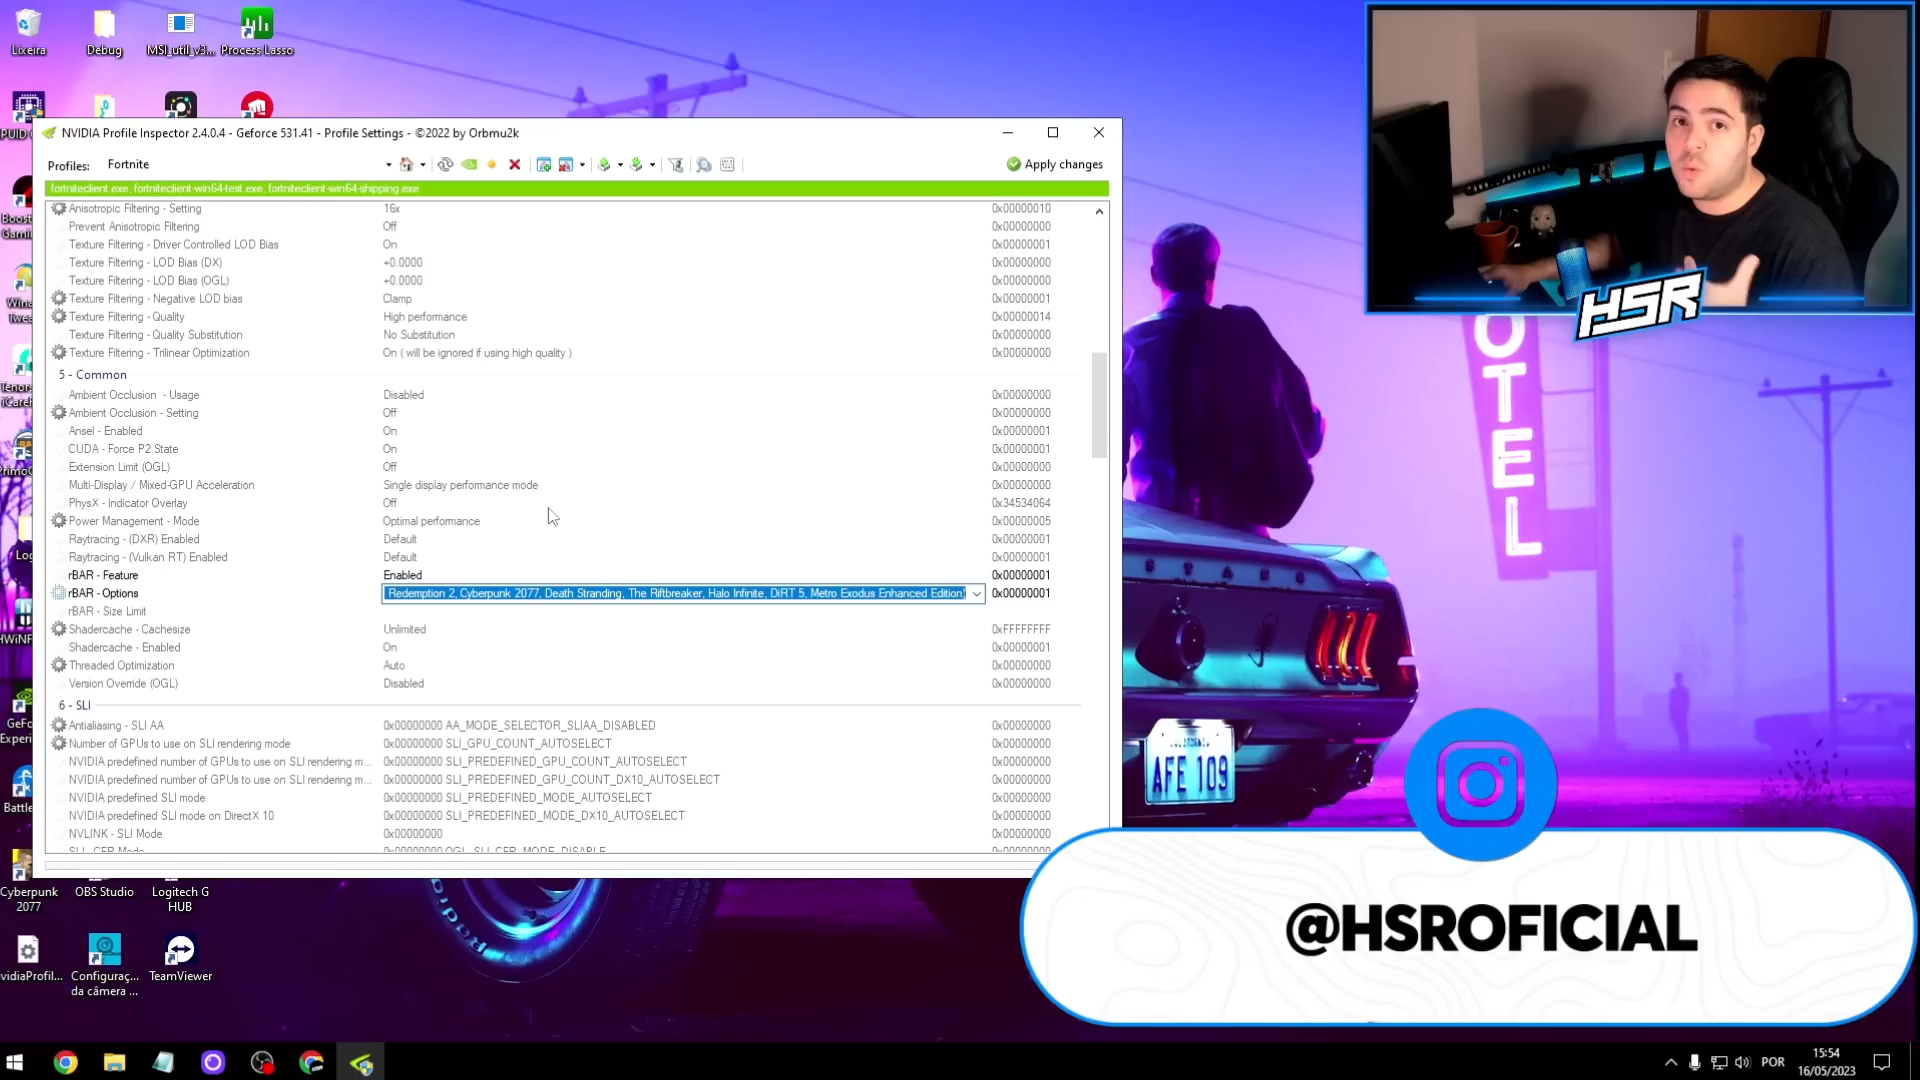 Lixeira
Debug
MSI_util_v3...
Process Lasso
NVIDIA Profile Inspector 2.4.0.4 - Geforce 531.41 - Profile Settings - ©2022 by Orbmu2k
Profiles: Fortnite
Apply changes
fortniteclient.exe, fortniteclient-win64-test.exe, fortniteclient-win64-shipping.exe
Anisotropic Filtering - Setting 16x 0x00000010
Prevent Anisotropic Filtering Off 0x00000000
Texture Filtering - Driver Controlled LOD Bias On 0x00000001
Texture Filtering - LOD Bias (DX) +0.0000 0x00000000
Texture Filtering - LOD Bias (OGL) +0.0000 0x00000000
Texture Filtering - Negative LOD bias Clamp 0x00000001
Texture Filtering - Quality High performance 0x00000014
Texture Filtering - Quality Substitution No Substitution 0x00000000
Texture Filtering - Trilinear Optimization On ( will be ignored if using high quality ) 0x00000000
5 - Common
Ambient Occlusion - Usage Disabled 0x00000000
Ambient Occlusion - Setting Off 0x00000000
Ansel - Enabled On 0x00000001
CUDA - Force P2 State On 0x00000001
Extension Limit (OGL) Off 0x00000000
Multi-Display / Mixed-GPU Acceleration Single display performance mode 0x00000000
PhysX - Indicator Overlay Off 0x34534064
Power Management - Mode Optimal performance 0x00000005
Raytracing - (DXR) Enabled Default 0x00000001
Raytracing - (Vulkan RT) Enabled Default 0x00000001
rBAR - Feature Enabled 0x00000001
rBAR - Options Redemption 2, Cyberpunk 2077, Death Stranding, The Riftbreaker, Halo Infinite, DiRT 5, Metro Exodus Enhanced Edition) 0x00000001
rBAR - Size Limit
Shadercache - Cachesize Unlimited 0xFFFFFFFF
Shadercache - Enabled On 0x00000001
Threaded Optimization Auto 0x00000000
Version Override (OGL) Disabled 0x00000000
6 - SLI
Antialiasing - SLI AA 0x00000000 AA_MODE_SELECTOR_SLIAA_DISABLED 0x00000000
Number of GPUs to use on SLI rendering mode 0x00000000 SLI_GPU_COUNT_AUTOSELECT 0x00000000
NVIDIA predefined number of GPUs to use on SLI rendering m... 0x00000000 SLI_PREDEFINED_GPU_COUNT_AUTOSELECT 0x00000000
NVIDIA predefined number of GPUs to use on SLI rendering m... 0x00000000 SLI_PREDEFINED_GPU_COUNT_DX10_AUTOSELECT 0x00000000
NVIDIA predefined SLI mode 0x00000000 SLI_PREDEFINED_MODE_AUTOSELECT 0x00000000
NVIDIA predefined SLI mode on DirectX 10 0x00000000 SLI_PREDEFINED_MODE_DX10_AUTOSELECT 0x00000000
NVLINK - SLI Mode 0x00000000 0x00000000
HSR
OTEL
AFE 109
Cyberpunk
2077
OBS Studio
Logitech G
HUB
vidiaProfil...
Configuraç...
da câmera ...
TeamViewer
@HSROFICIAL
POR
15:54
16/05/2023